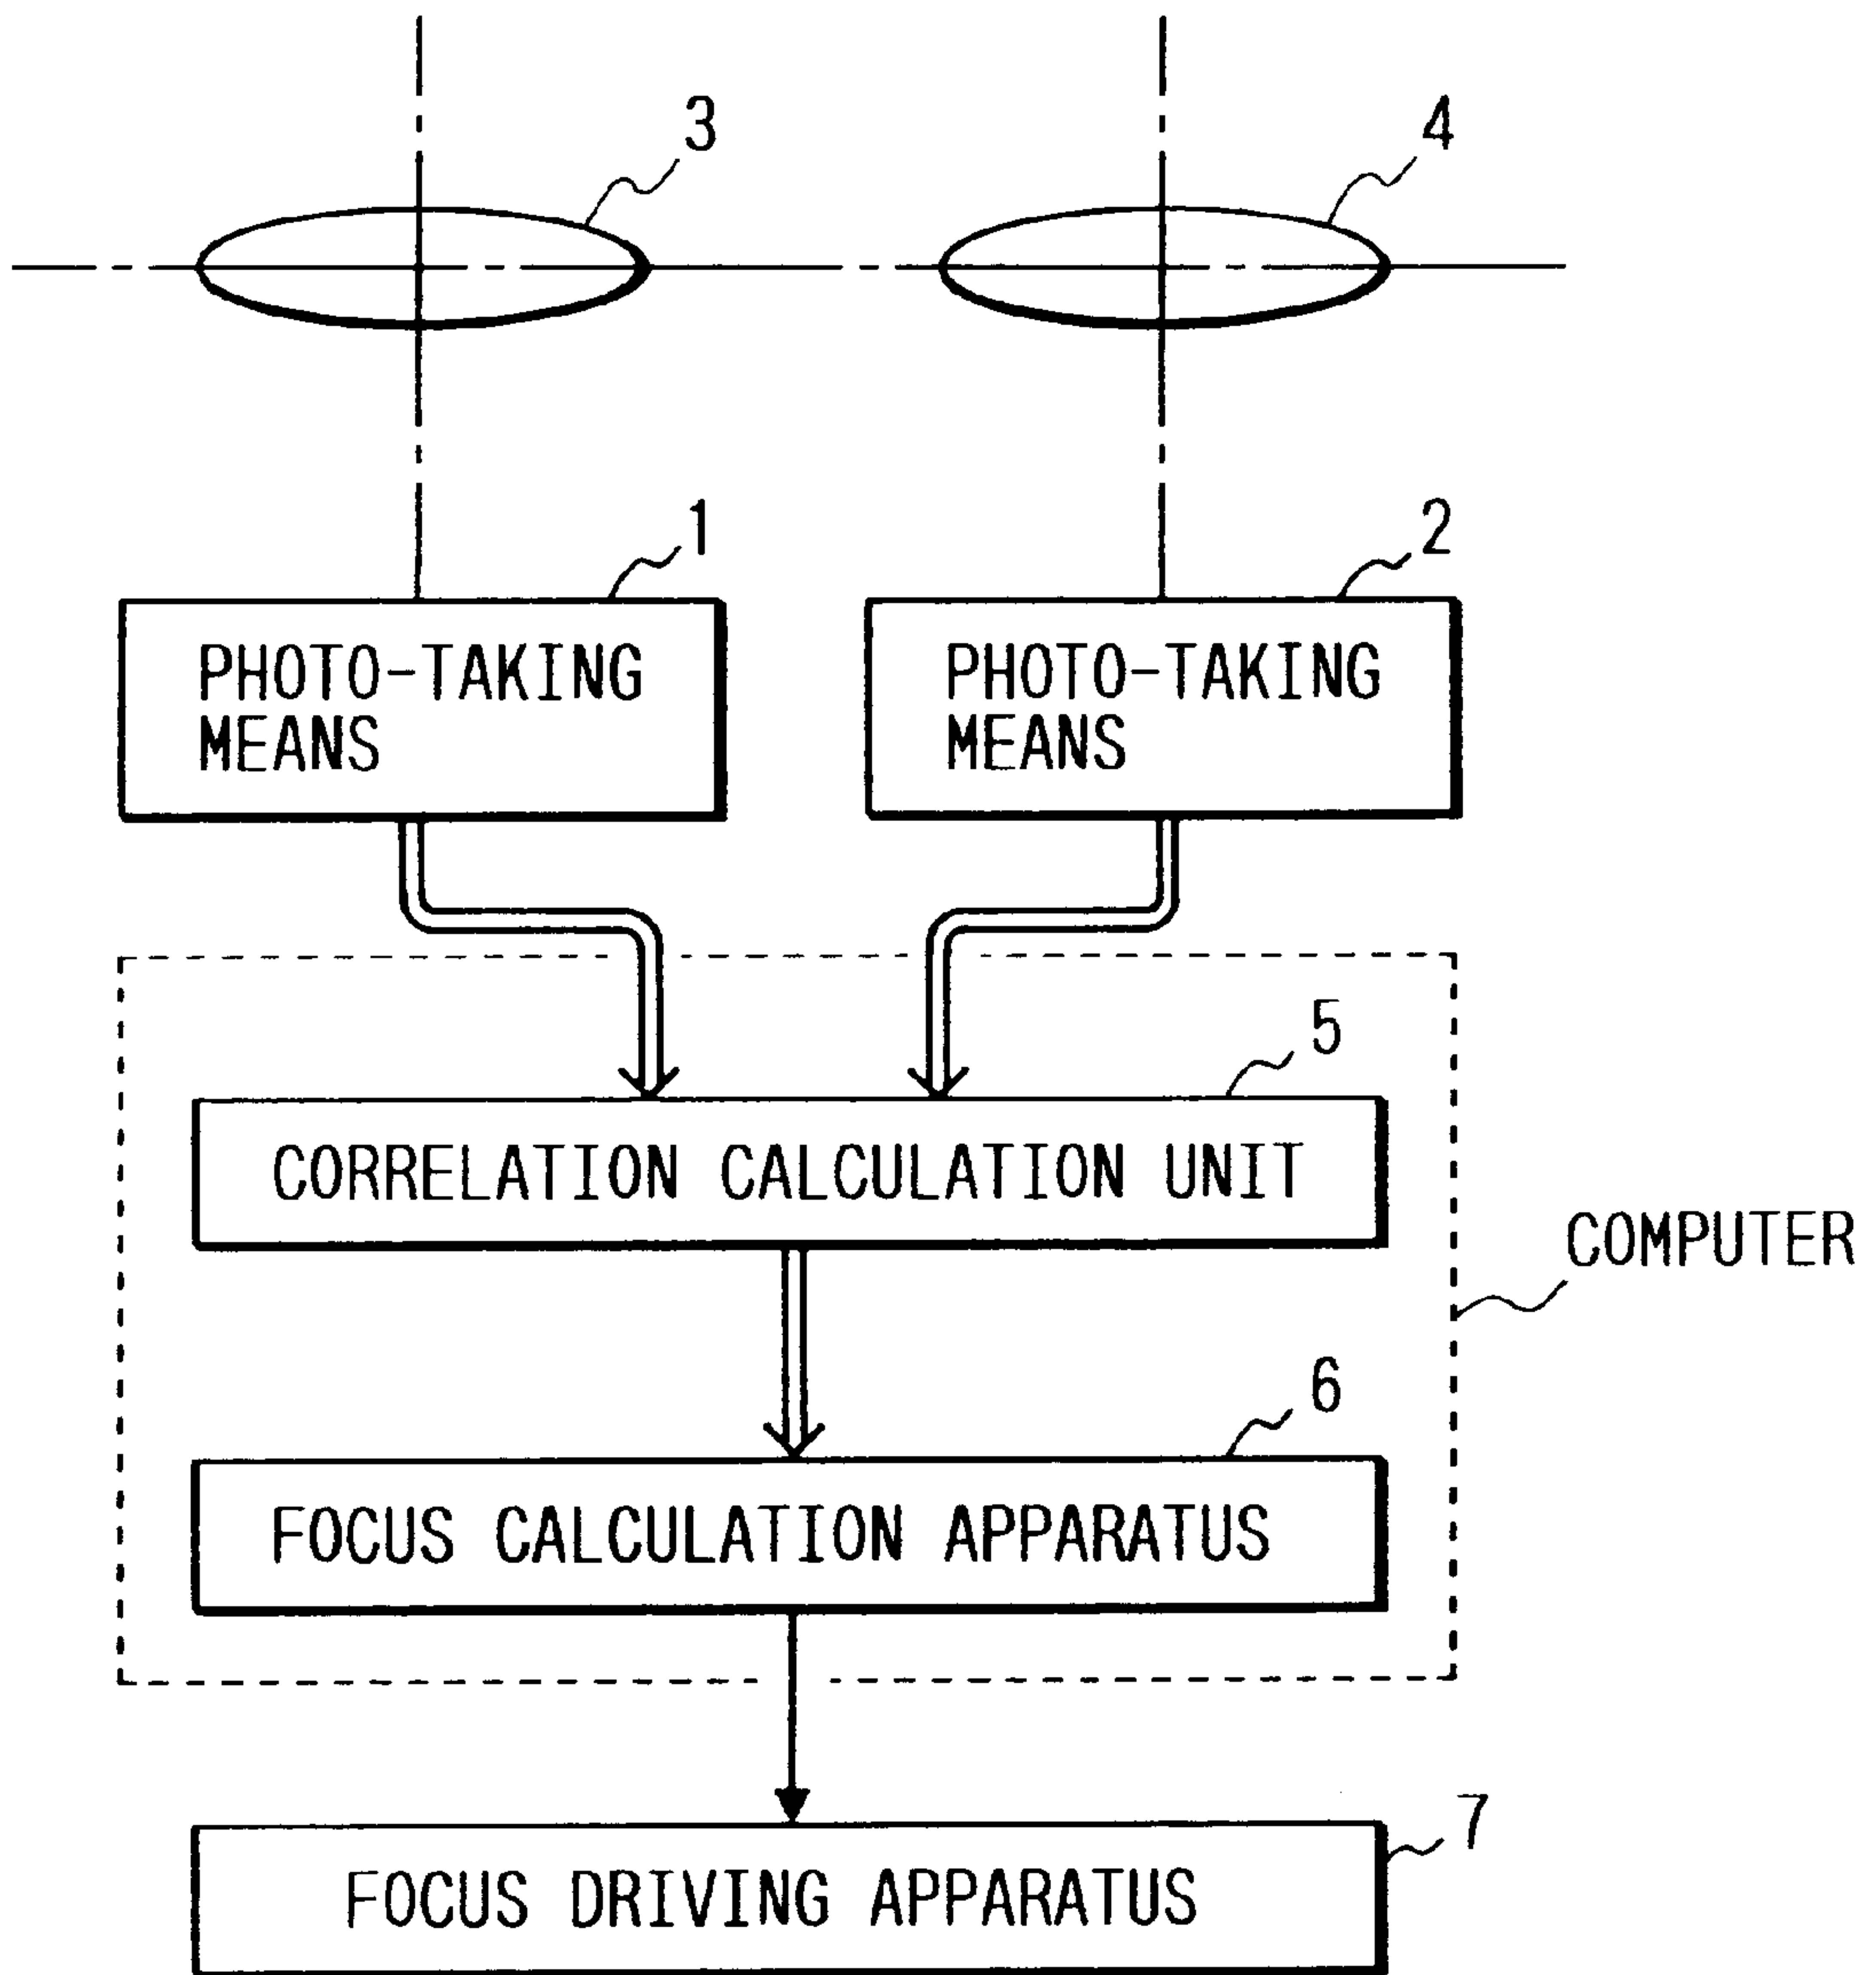 3
4
1
2
PHOTO-TAKING
MEANS
PHOTO-TAKING
MEANS
5
CORRELATION CALCULATION UNIT
COMPUTER
6
FOCUS CALCULATION APPARATUS
7
FOCUS DRIVING APPARATUS